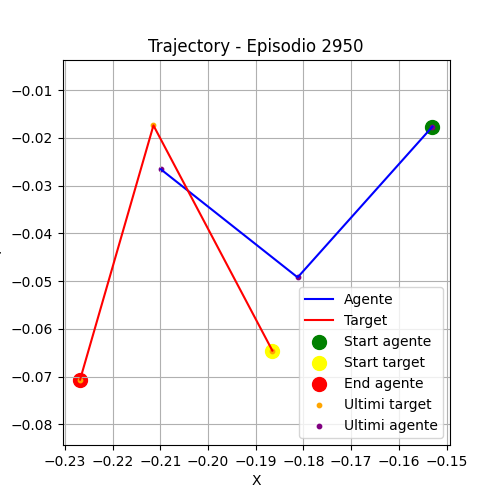 Trajectory - Episodio 2950
−0.01
−0.02
−0.03
−0.04
−0.05
−0.06
−0.07
−0.08
Agente
Target
Start agente
Start target
End agente
Ultimi target
Ultimi agente
−0.23 −0.22 −0.21 −0.20 −0.19 −0.18 −0.17 −0.16 −0.15
X